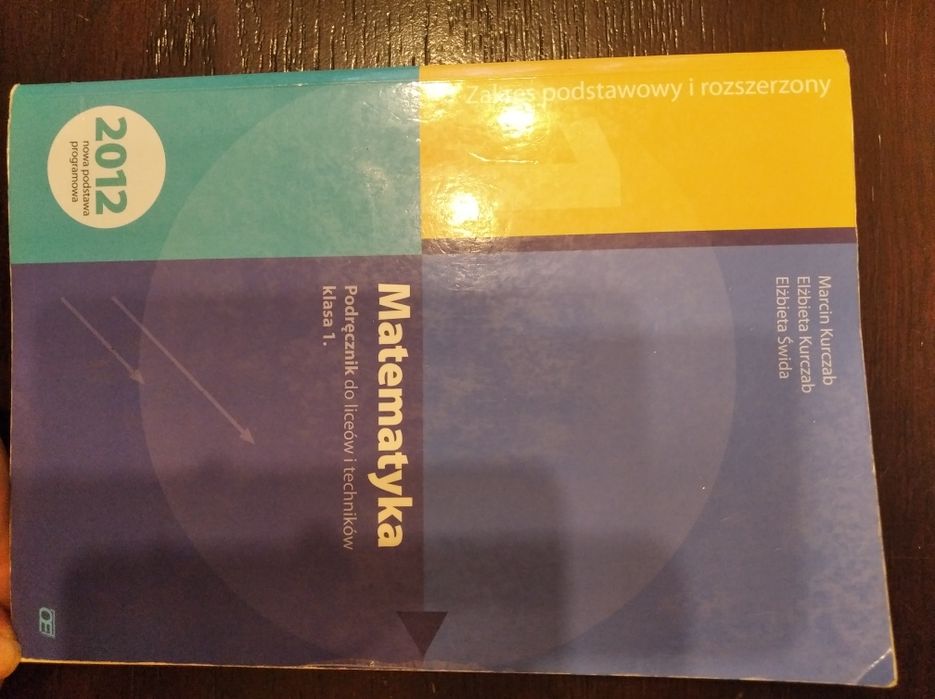 Zakres podstawowy i rozszerzony
Marcin Kurczab
Elżbieta Kurczab
Elżbieta Świda
Matematyka
Podręcznik do liceów i techników
klasa 1.
2012
nowa podstawa
programowa
OE